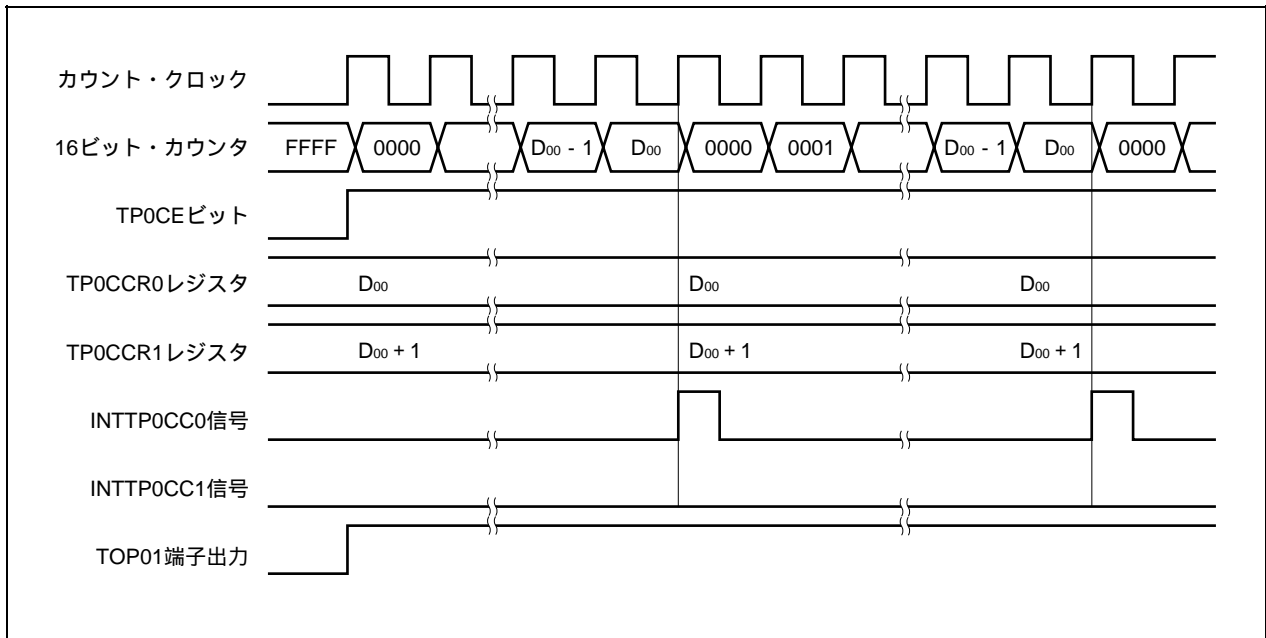 カウント・クロック
16ビット・カウンタ FFFF 0000 D00 - 1 D00 0000 0001 D00 - 1 D00 0000
TP0CEビット
TP0CCR0レジスタ D00 D00 D00
TP0CCR1レジスタ D00 + 1 D00 + 1 D00 + 1
INTTP0CC0信号
INTTP0CC1信号
TOP01端子出力